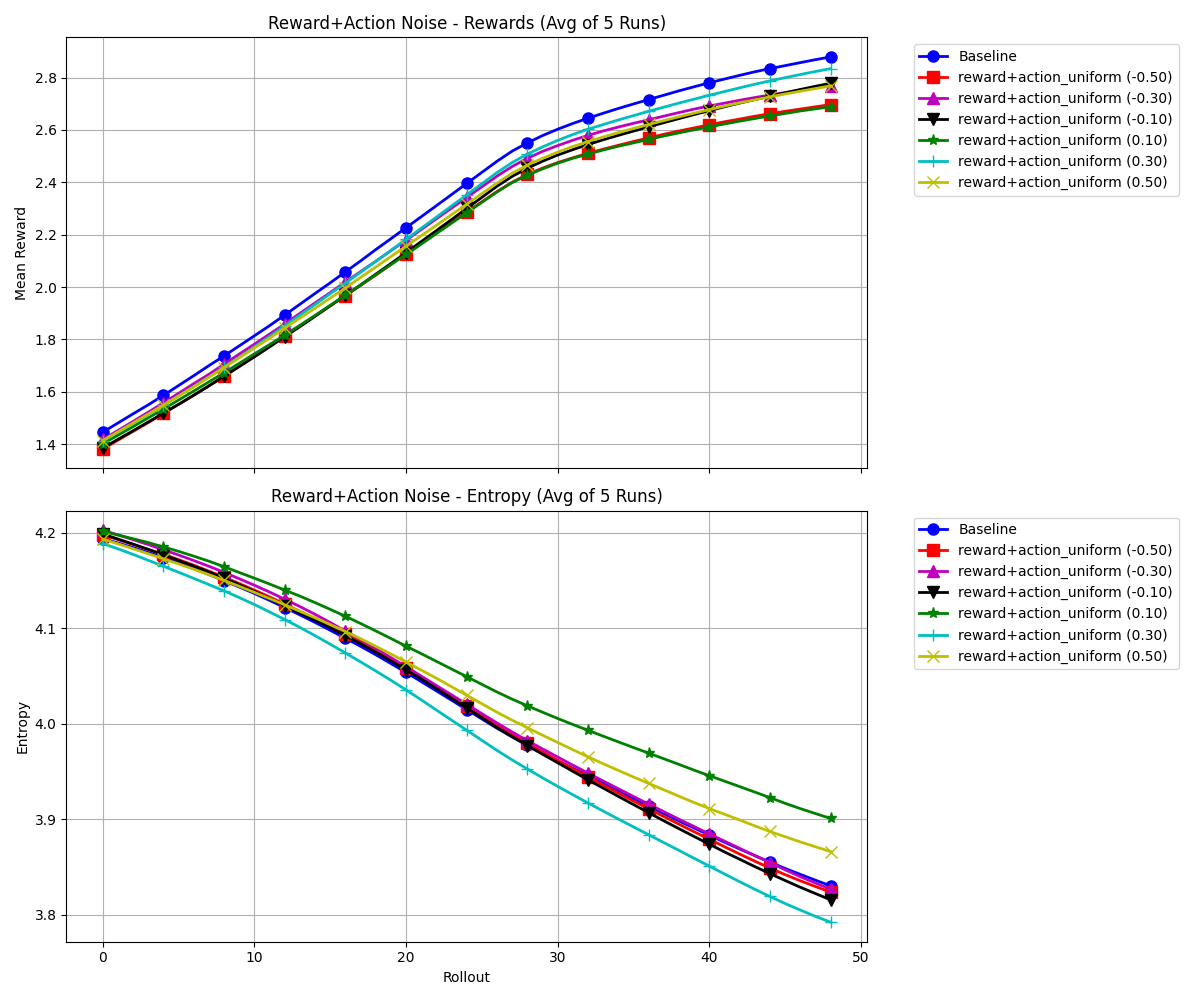 Reward+Action Noise - Rewards (Avg of 5 Runs)
Mean Reward
2.8
2.6
2.4
2.2
2.0
1.8
1.6
1.4
Baseline
reward+action_uniform (-0.50)
reward+action_uniform (-0.30)
reward+action_uniform (-0.10)
reward+action_uniform (0.10)
reward+action_uniform (0.30)
reward+action_uniform (0.50)
Reward+Action Noise - Entropy (Avg of 5 Runs)
Entropy
4.2
4.1
4.0
3.9
3.8
0 10 20 30 40 50
Rollout
Baseline
reward+action_uniform (-0.50)
reward+action_uniform (-0.30)
reward+action_uniform (-0.10)
reward+action_uniform (0.10)
reward+action_uniform (0.30)
reward+action_uniform (0.50)